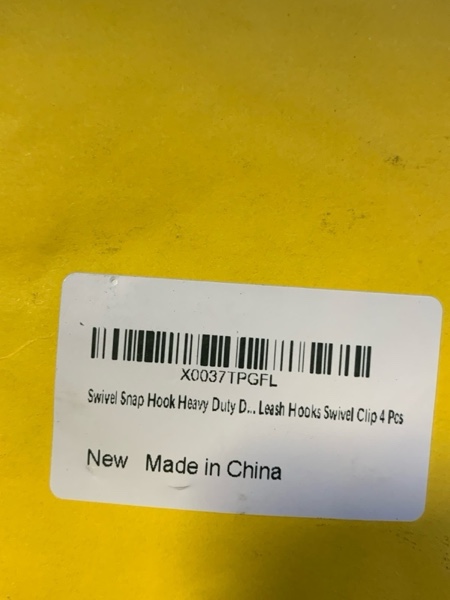 X0037TPGFL
Swivel Snap Hook Heavy Duty D... Leash Hooks Swivel Clip 4 Pcs
New Made in China